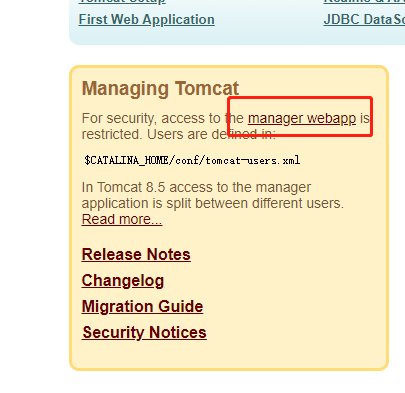 Tomcat Setup
First Web Application
JDBC DataSo
Managing Tomcat
For security, access to the manager webapp is
restricted. Users are defined in:
$CATALINA_HOME/conf/tomcat-users.xml
In Tomcat 8.5 access to the manager
application is split between different users.
Read more...
Release Notes
Changelog
Migration Guide
Security Notices